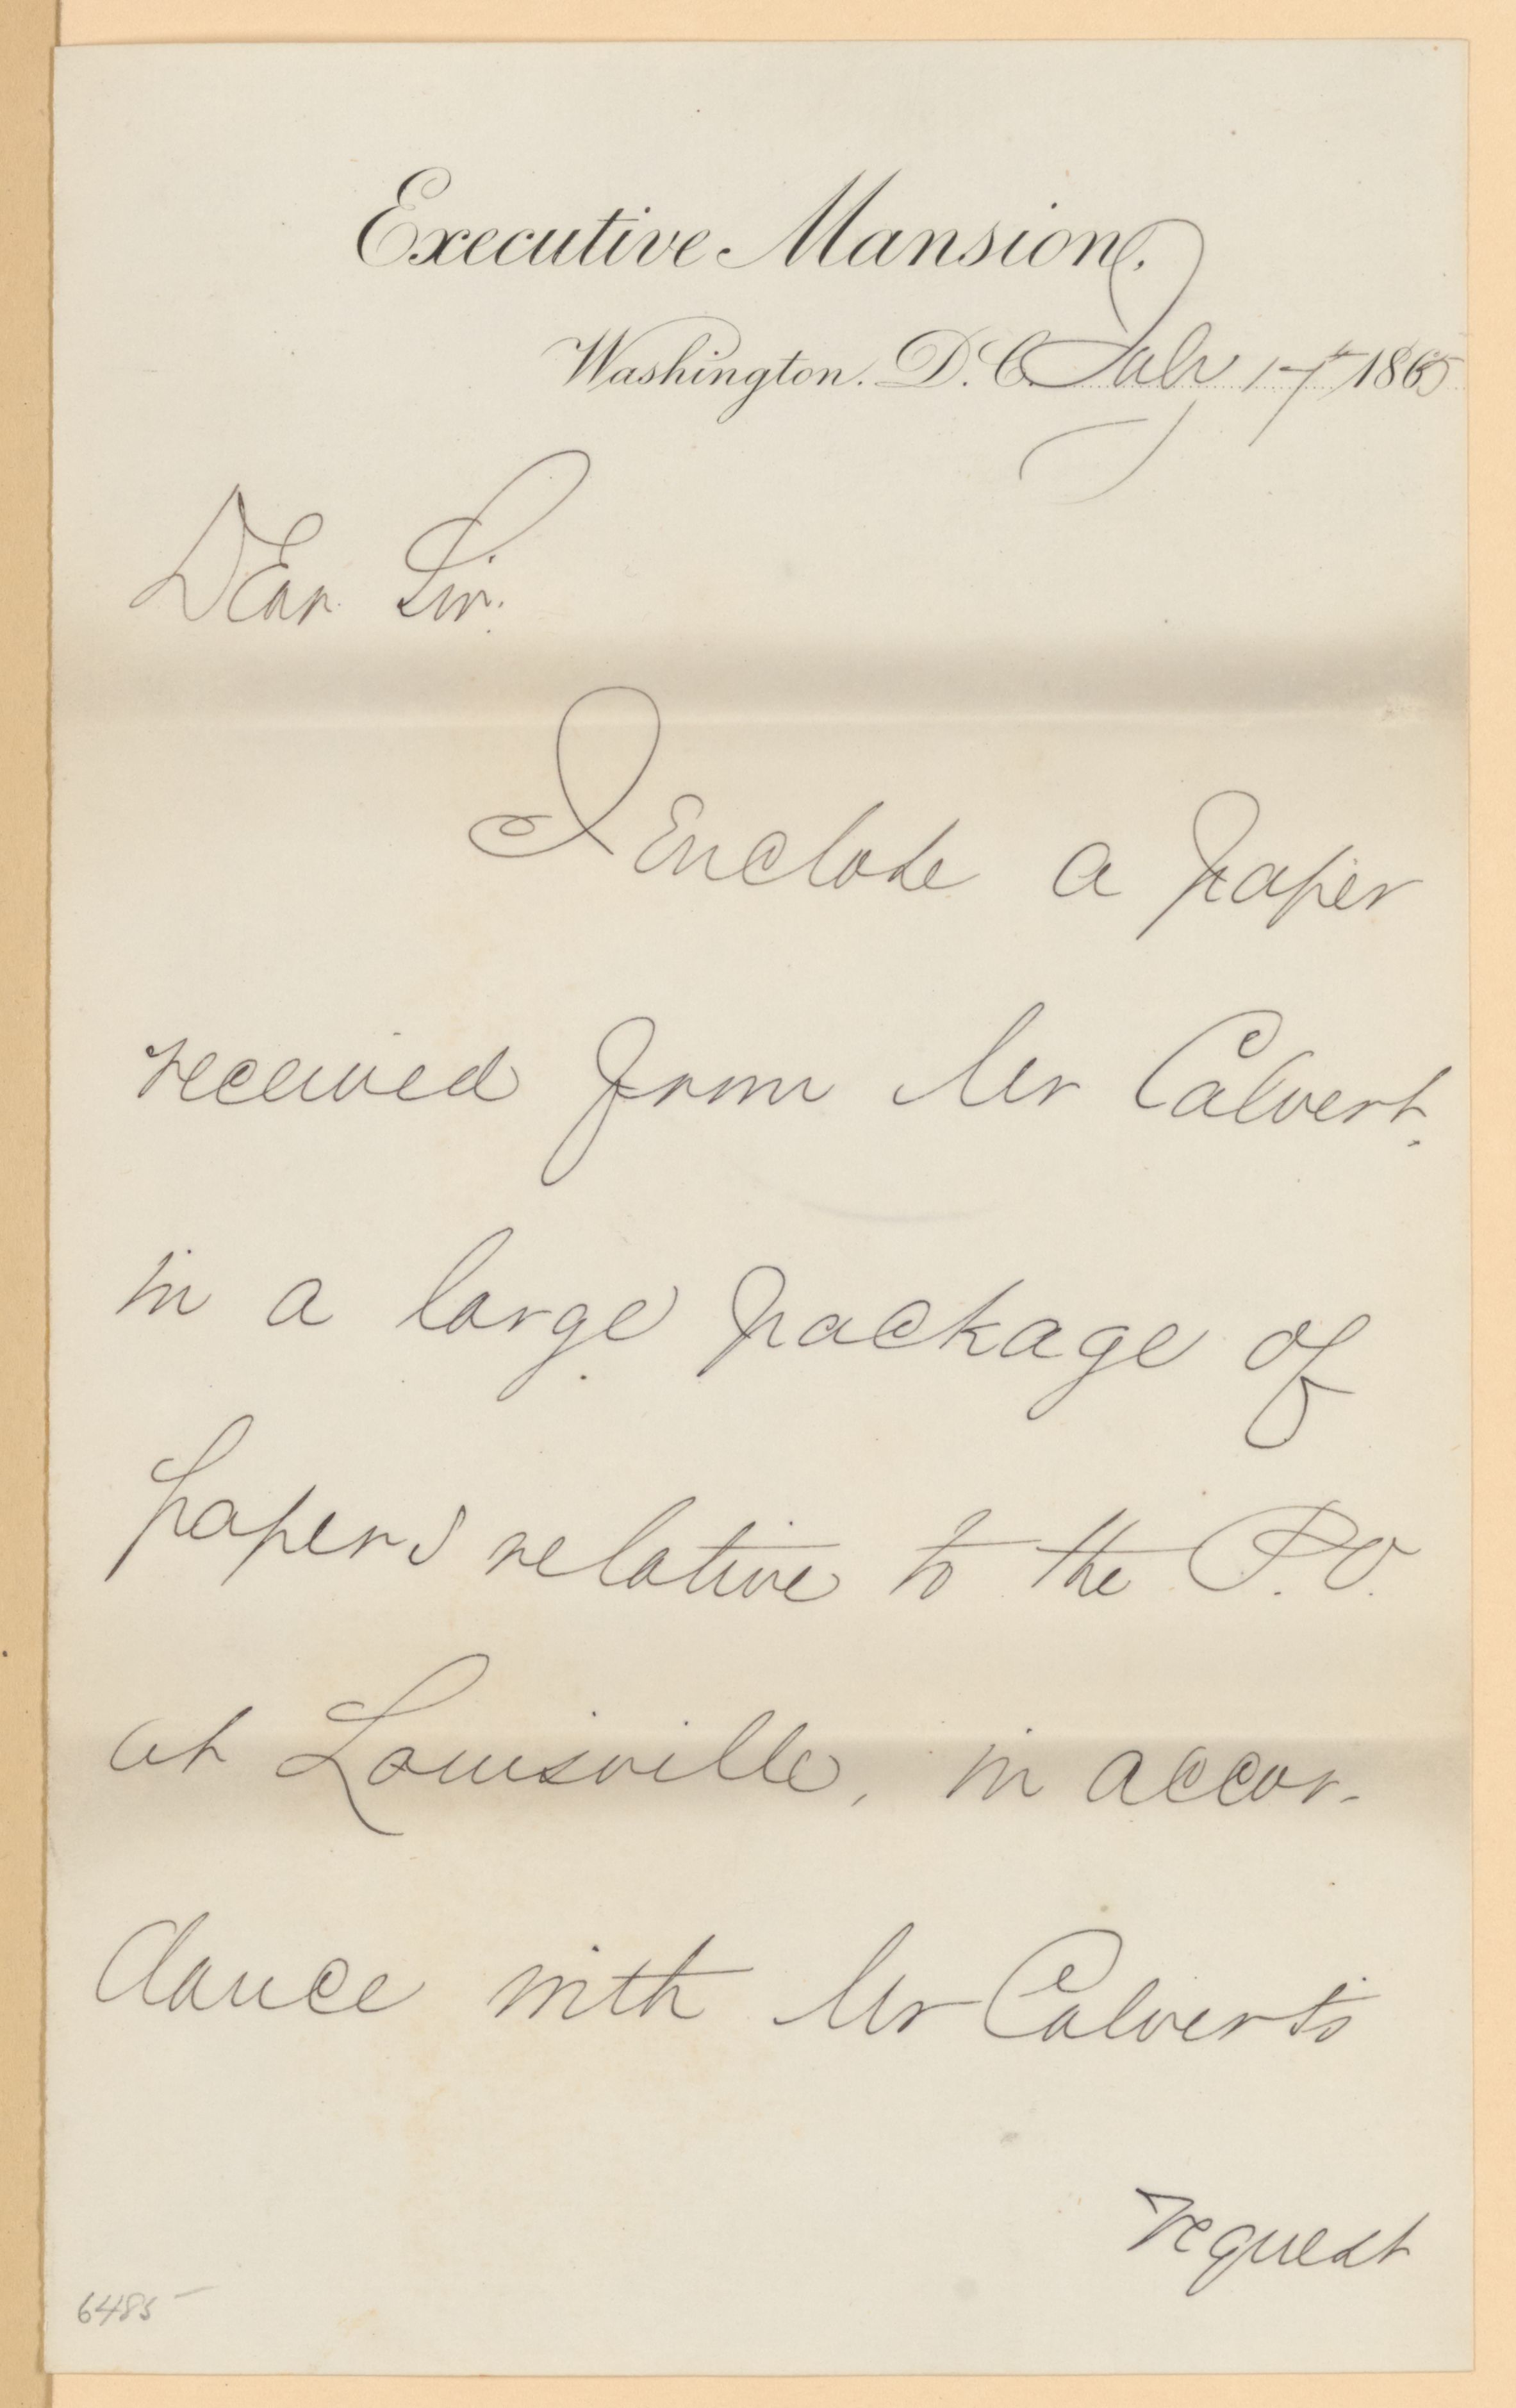 Executive Mansion,
Washington. D. C. July 17 1865
Dear Sir.
I Enclose a paper
received from Mr Calvert.
in a large package of
papers relative to the P.O.
at Louisville, in accor-
dance with Mr Calverts
request
6485